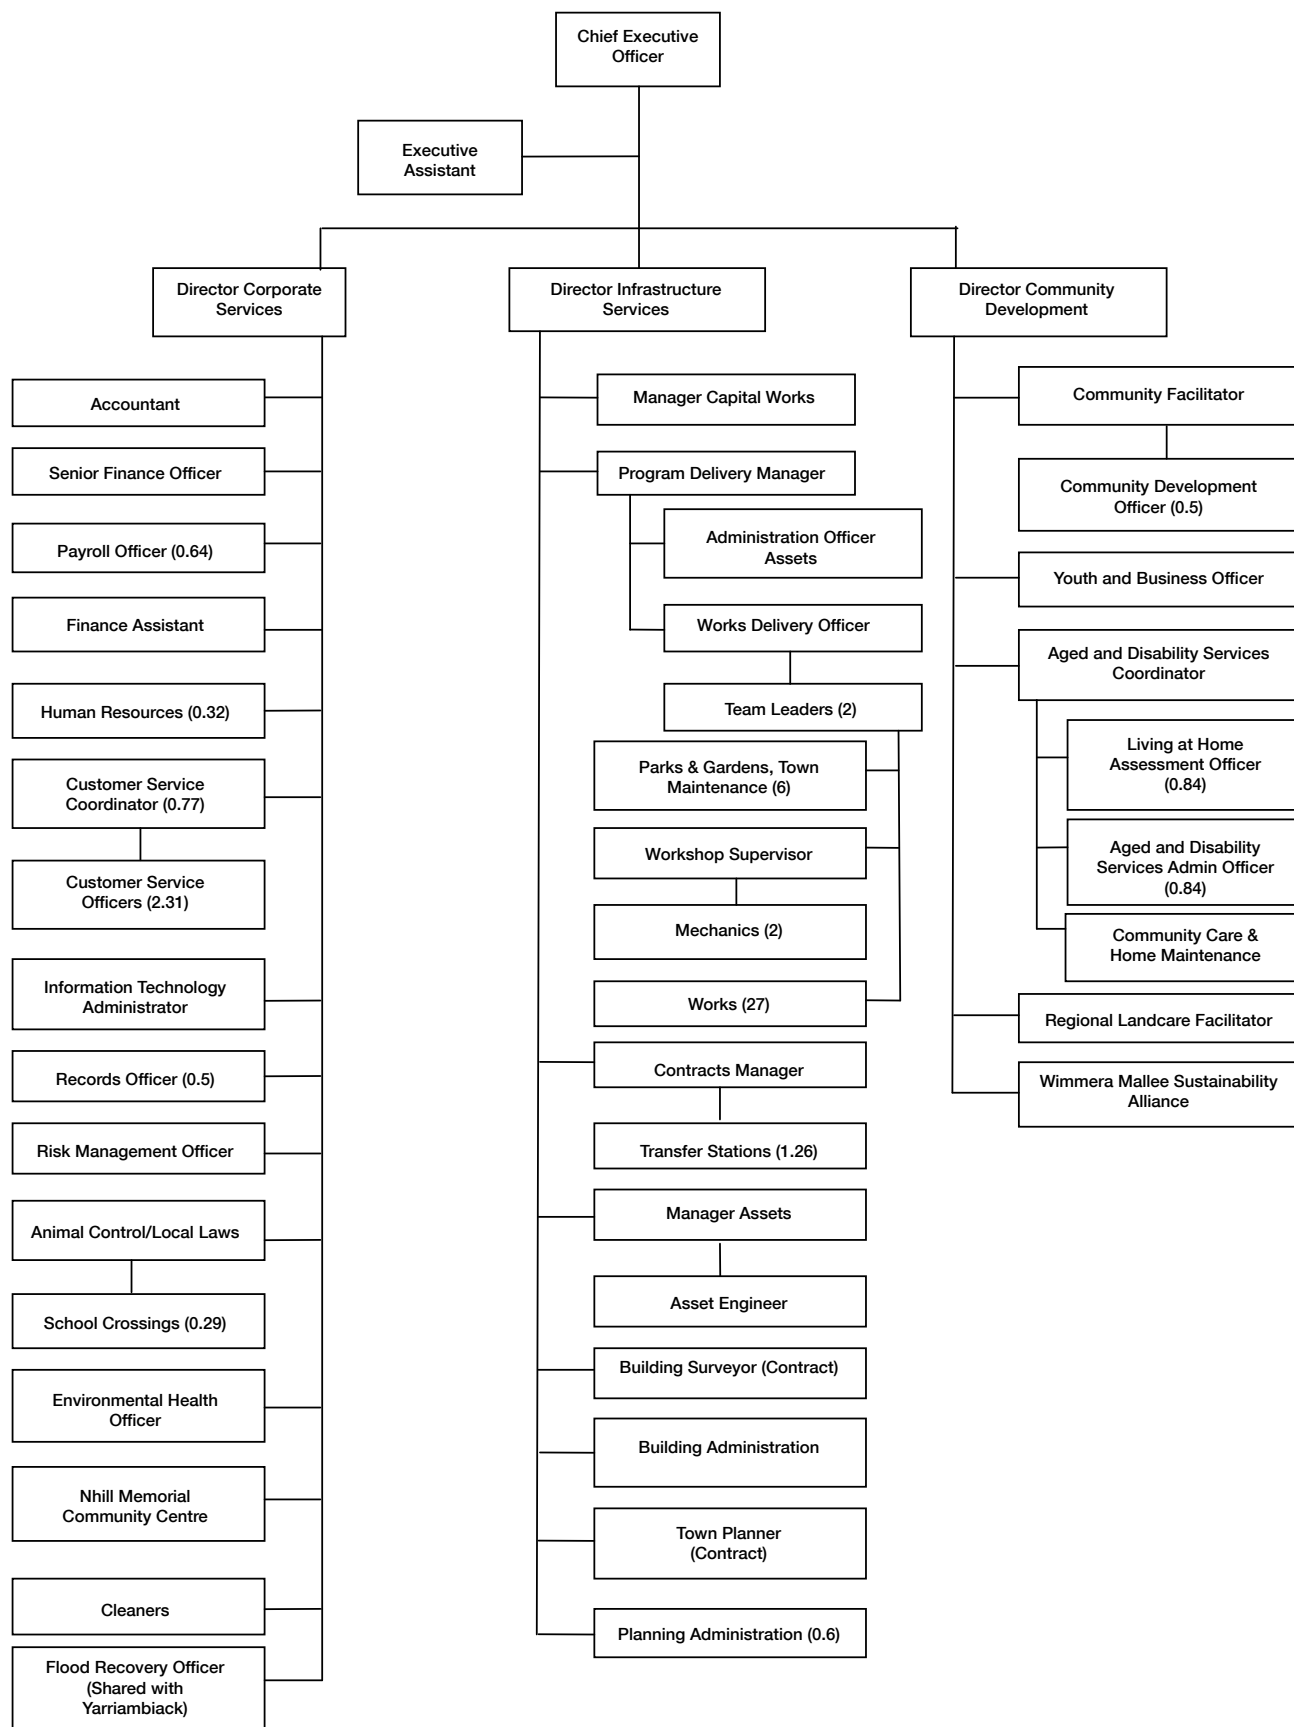 Chief Executive
Officer
Executive
Assistant
Director Corporate
Services
Director Infrastructure
Services
Director Community
Development
Accountant
Senior Finance Officer
Payroll Officer (0.64)
Finance Assistant
Human Resources (0.32)
Customer Service
Coordinator (0.77)
Customer Service
Officers (2.31)
Information Technology
Administrator
Records Officer (0.5)
Risk Management Officer
Animal Control/Local Laws
School Crossings (0.29)
Environmental Health
Officer
Nhill Memorial
Community Centre
Cleaners
Flood Recovery Officer
(Shared with
Yarriambiack)
Manager Capital Works
Program Delivery Manager
Administration Officer
Assets
Works Delivery Officer
Team Leaders (2)
Parks & Gardens, Town
Maintenance (6)
Workshop Supervisor
Mechanics (2)
Works (27)
Contracts Manager
Transfer Stations (1.26)
Manager Assets
Asset Engineer
Building Surveyor (Contract)
Building Administration
Town Planner
(Contract)
Planning Administration (0.6)
Community Facilitator
Community Development
Officer (0.5)
Youth and Business Officer
Aged and Disability Services
Coordinator
Living at Home
Assessment Officer
(0.84)
Aged and Disability
Services Admin Officer
(0.84)
Community Care &
Home Maintenance
Regional Landcare Facilitator
Wimmera Mallee Sustainability
Alliance